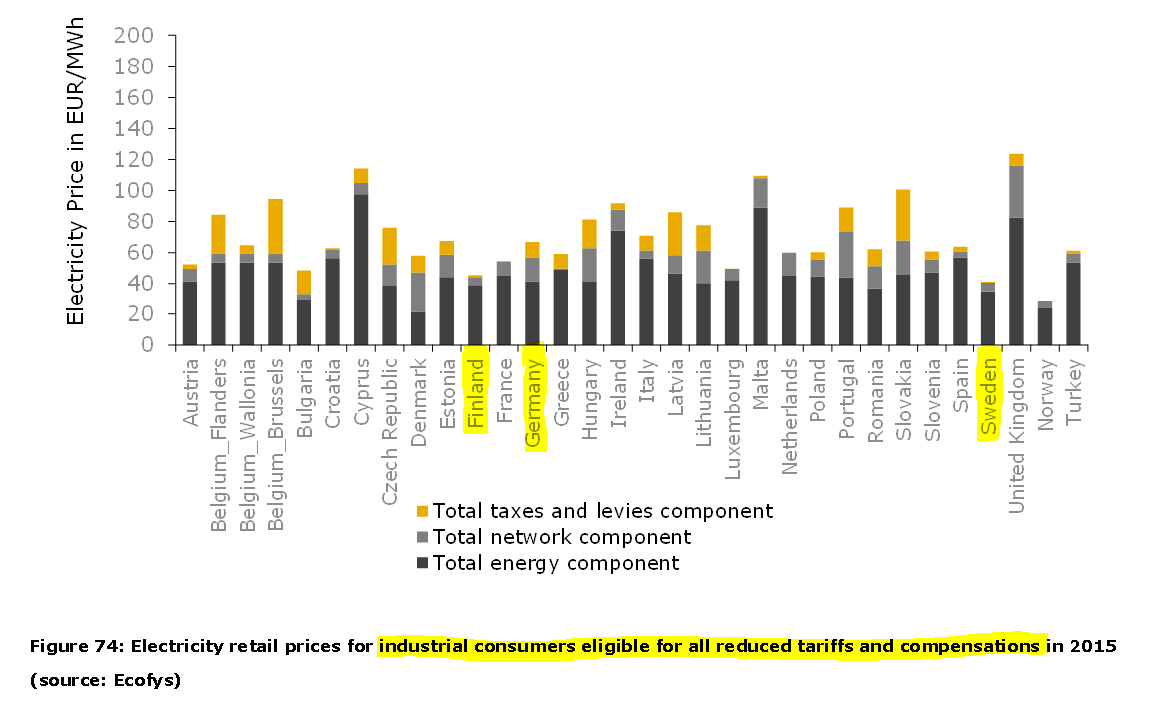 Electricity Price in EUR/MWh
200
180
160
140
120
100
80
60
40
20
0
Austria
Belgium_Flanders
Belgium_Wallonia
Belgium_Brussels
Bulgaria
Croatia
Cyprus
Czech Republic
Denmark
Estonia
Finland
France
Germany
Greece
Hungary
Ireland
Italy
Latvia
Lithuania
Luxembourg
Malta
Netherlands
Poland
Portugal
Romania
Slovakia
Slovenia
Spain
Sweden
United Kingdom
Norway
Turkey
Total taxes and levies component
Total network component
Total energy component
Figure 74: Electricity retail prices for industrial consumers eligible for all reduced tariffs and compensations in 2015
(source: Ecofys)